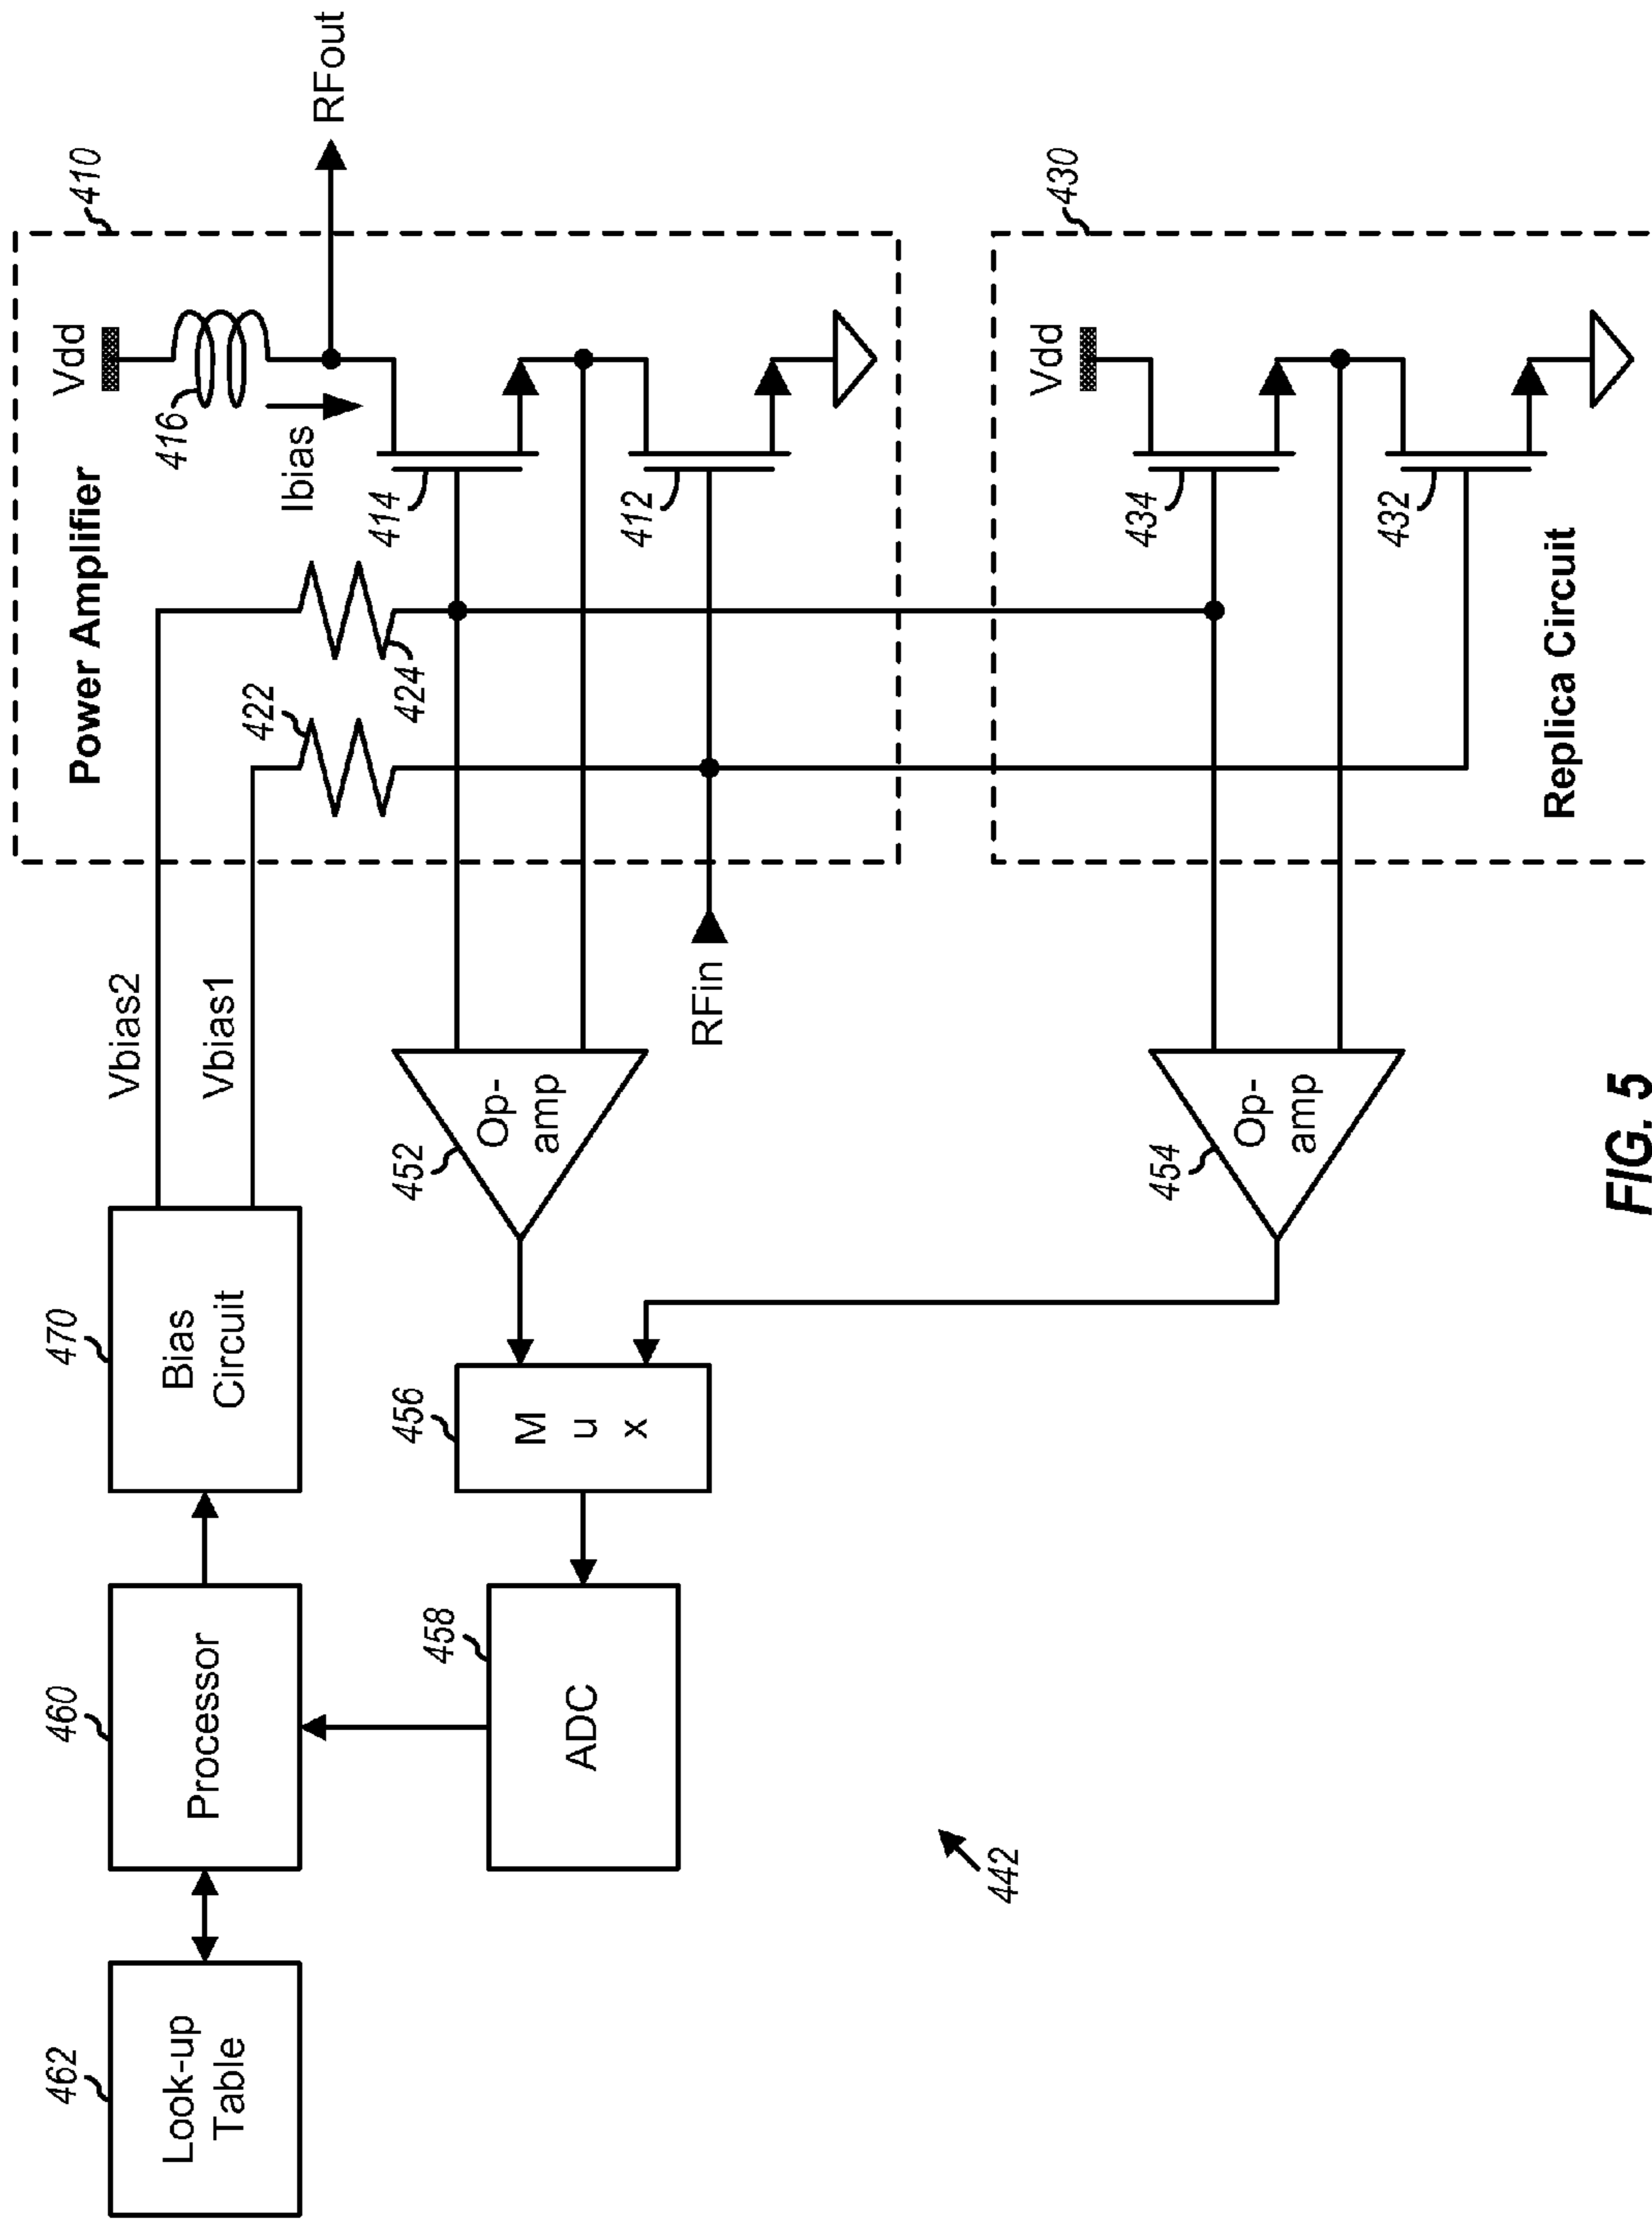 462
Look-up
Table
460
Processor
470
Bias
Circuit
Vbias2
Vbias1
458
ADC
456
M
u
x
452
Op-
amp
RFin
454
Op-
amp
442
Power Amplifier
410
422
424
416
Vdd
Ibias
414
412
RFout
Replica Circuit
430
Vdd
434
432
FIG. 5